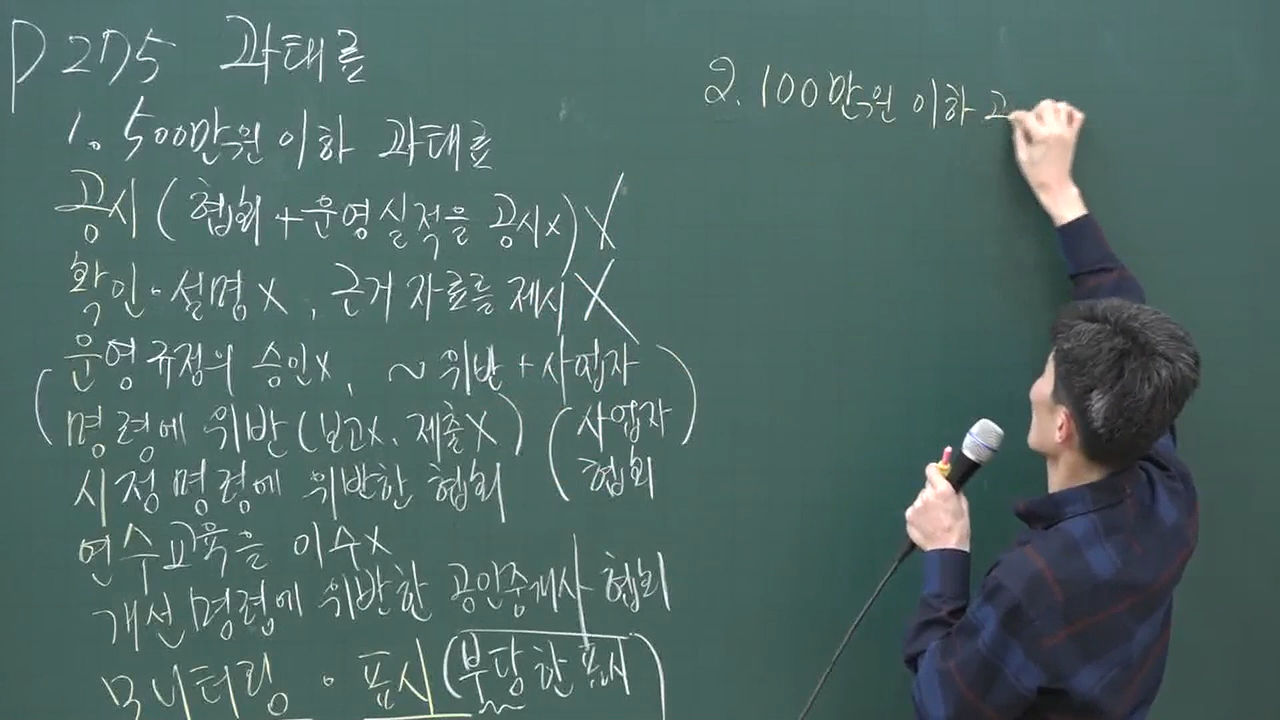 P275 과태료
1. 500만원 이하 과태료
공시 (협회 + 운영실적을 공시x) X
확인·설명 X, 근거 자료를 제시 X
(운영규정의 승인x, ~ 위반 + 사업자)
명령에 위반 (보고x, 제출X) (사업자
시정명령에 위반한 협회 협회
연수교육을 이수x
개선명령에 위반한 공인중개사 협회
모니터링 · 표시 (부당한 표시)
2. 100만원 이하 고